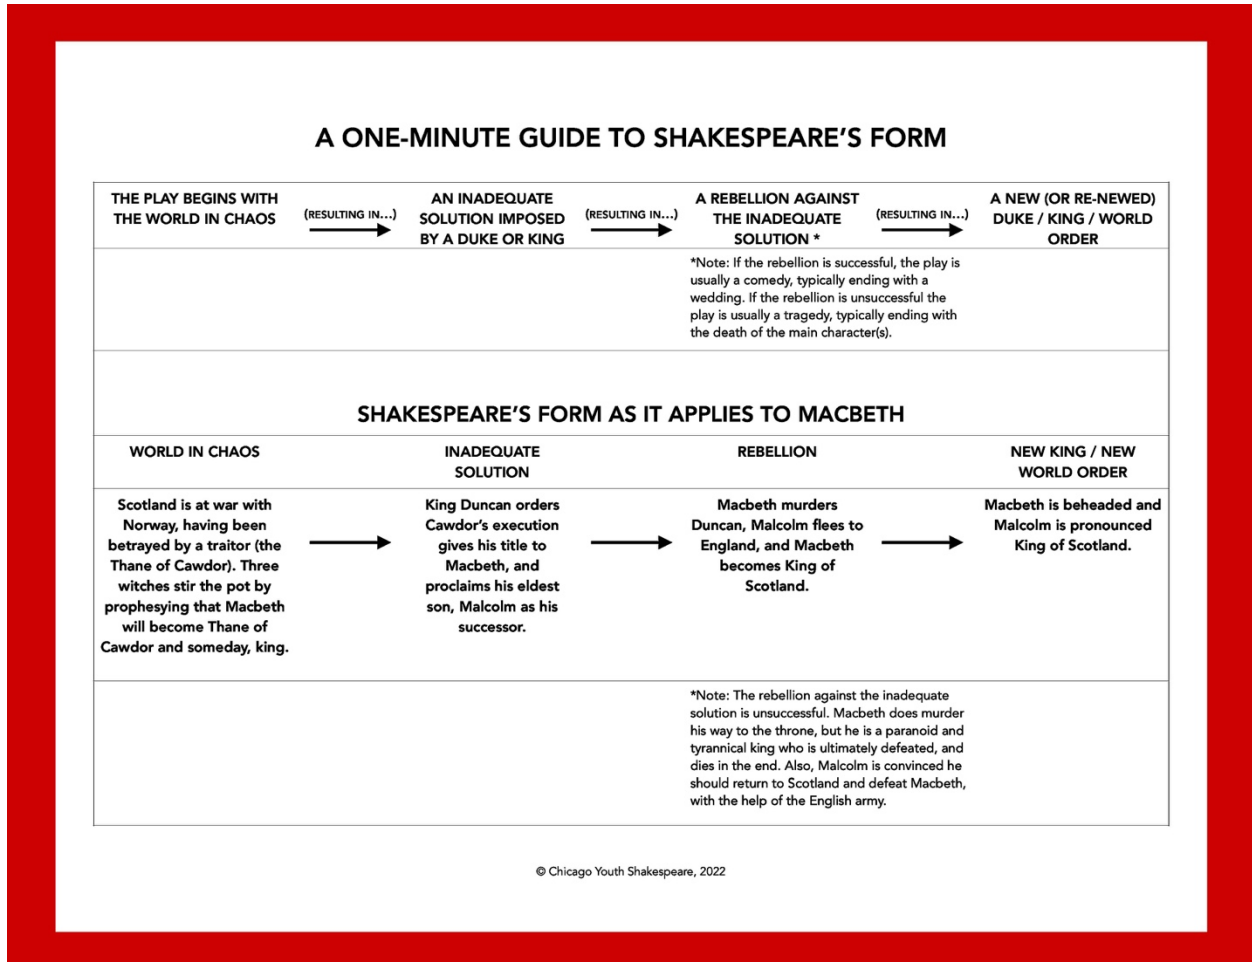 A ONE-MINUTE GUIDE TO SHAKESPEARE'S FORM
THE PLAY BEGINS WITH
THE WORLD IN CHAOS
(RESULTING IN...)
AN INADEQUATE
SOLUTION IMPOSED
BY A DUKE OR KING
(RESULTING IN...)
A REBELLION AGAINST
THE INADEQUATE
SOLUTION *
(RESULTING IN...)
A NEW (OR RE-NEWED)
DUKE / KING / WORLD
ORDER
*Note: If the rebellion is successful, the play is
usually a comedy, typically ending with a
wedding. If the rebellion is unsuccessful the
play is usually a tragedy, typically ending with
the death of the main character(s).
SHAKESPEARE'S FORM AS IT APPLIES TO MACBETH
WORLD IN CHAOS
INADEQUATE
SOLUTION
REBELLION
NEW KING / NEW
WORLD ORDER
Scotland is at war with
Norway, having been
betrayed by a traitor (the
Thane of Cawdor). Three
witches stir the pot by
prophesying that Macbeth
will become Thane of
Cawdor and someday, king.
King Duncan orders
Cawdor's execution
gives his title to
Macbeth, and
proclaims his eldest
son, Malcolm as his
successor.
Macbeth murders
Duncan, Malcolm flees to
England, and Macbeth
becomes King of
Scotland.
Macbeth is beheaded and
Malcolm is pronounced
King of Scotland.
*Note: The rebellion against the inadequate
solution is unsuccessful. Macbeth does murder
his way to the throne, but he is a paranoid and
tyrannical king who is ultimately defeated, and
dies in the end. Also, Malcolm is convinced he
should return to Scotland and defeat Macbeth,
with the help of the English army.
© Chicago Youth Shakespeare, 2022